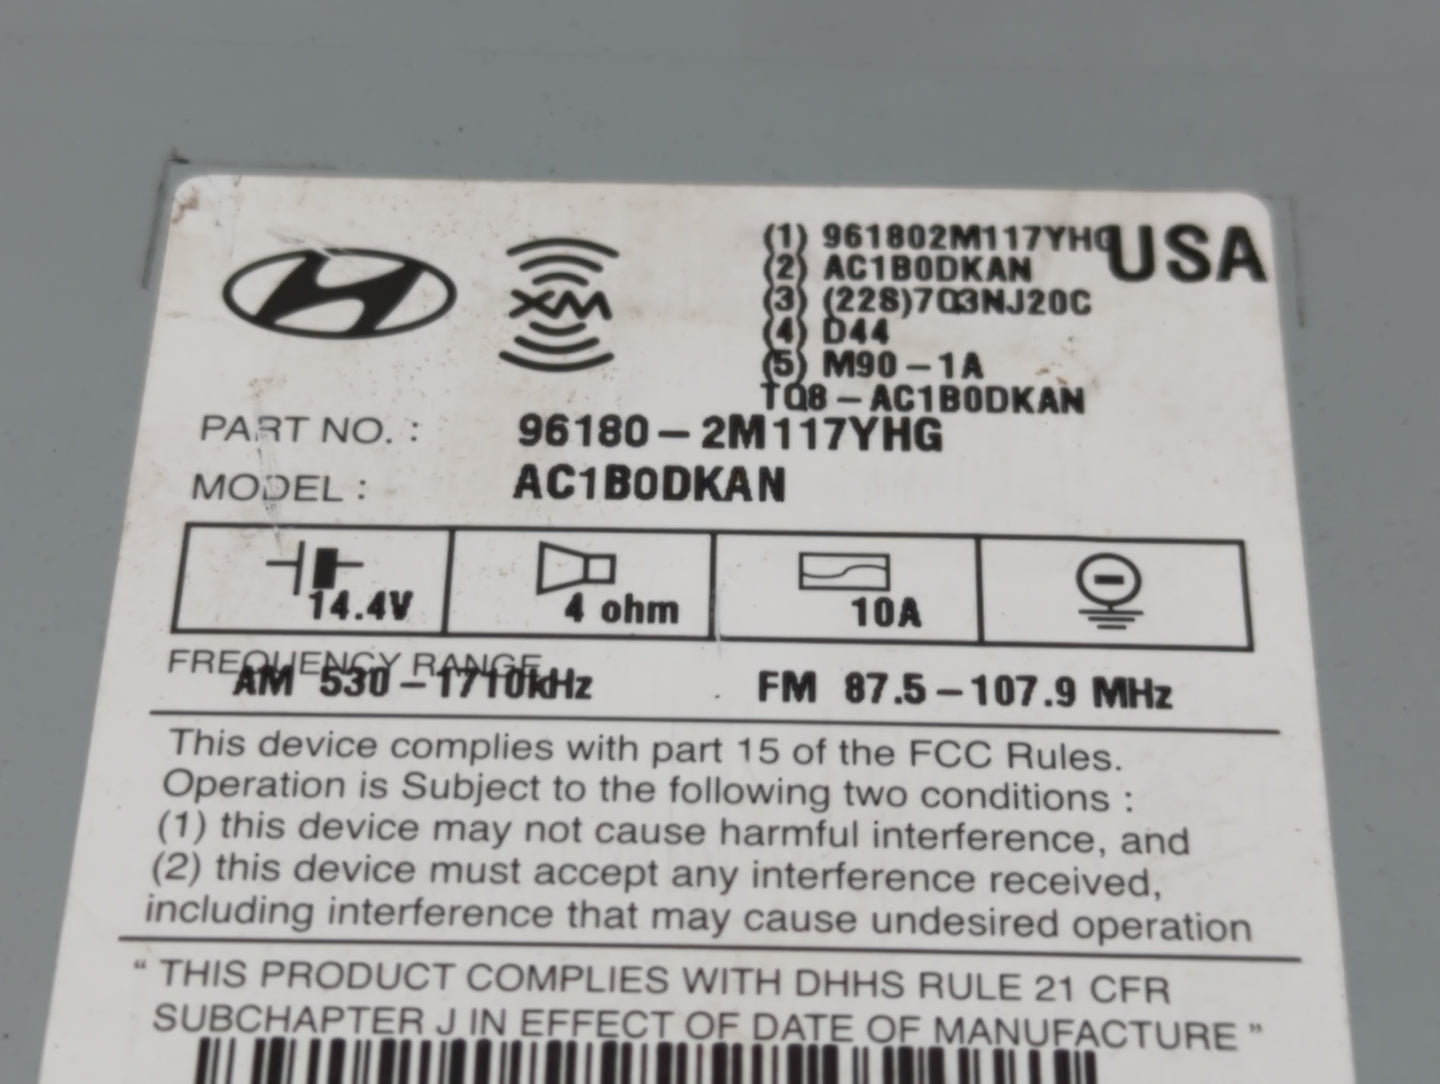 XM
(1) 961802M117YHG USA
(2) AC1B0DKAN
(3) (22S)7Q3NJ20C
(4) D44
(5) M90-1A
TQ8-AC1B0DKAN
PART NO. : 96180-2M117YHG
MODEL : AC1B0DKAN
14.4V 4 ohm 10A
FREQUENCY RANGE
AM 530-1710kHz FM 87.5-107.9 MHz
This device complies with part 15 of the FCC Rules.
Operation is Subject to the following two conditions :
(1) this device may not cause harmful interference, and
(2) this device must accept any interference received,
including interference that may cause undesired operation
“ THIS PRODUCT COMPLIES WITH DHHS RULE 21 CFR
SUBCHAPTER J IN EFFECT OF DATE OF MANUFACTURE ”